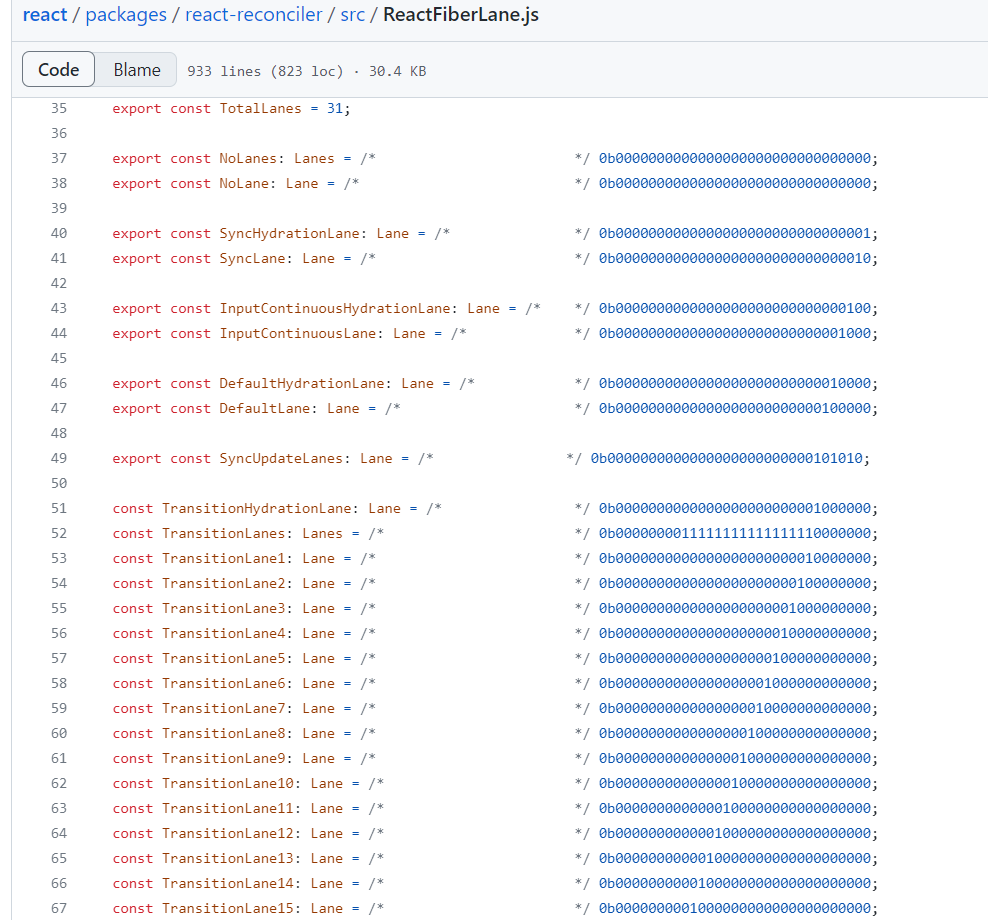 react / packages / react-reconciler / src / ReactFiberLane.js
Code Blame 933 lines (823 loc) · 30.4 KB
35 export const TotalLanes = 31;
36
37 export const NoLanes: Lanes = /*                        */ 0b0000000000000000000000000000000;
38 export const NoLane: Lane = /*                          */ 0b0000000000000000000000000000000;
39
40 export const SyncHydrationLane: Lane = /*               */ 0b0000000000000000000000000000001;
41 export const SyncLane: Lane = /*                        */ 0b0000000000000000000000000000010;
42
43 export const InputContinuousHydrationLane: Lane = /*    */ 0b0000000000000000000000000000100;
44 export const InputContinuousLane: Lane = /*             */ 0b0000000000000000000000000001000;
45
46 export const DefaultHydrationLane: Lane = /*            */ 0b0000000000000000000000000010000;
47 export const DefaultLane: Lane = /*                     */ 0b0000000000000000000000000100000;
48
49 export const SyncUpdateLanes: Lane = /*                */ 0b0000000000000000000000000101010;
50
51 const TransitionHydrationLane: Lane = /*                */ 0b0000000000000000000000001000000;
52 const TransitionLanes: Lanes = /*                       */ 0b0000000011111111111111110000000;
53 const TransitionLane1: Lane = /*                        */ 0b0000000000000000000000010000000;
54 const TransitionLane2: Lane = /*                        */ 0b0000000000000000000000100000000;
55 const TransitionLane3: Lane = /*                        */ 0b0000000000000000000001000000000;
56 const TransitionLane4: Lane = /*                        */ 0b0000000000000000000010000000000;
57 const TransitionLane5: Lane = /*                        */ 0b0000000000000000000100000000000;
58 const TransitionLane6: Lane = /*                        */ 0b0000000000000000001000000000000;
59 const TransitionLane7: Lane = /*                        */ 0b0000000000000000010000000000000;
60 const TransitionLane8: Lane = /*                        */ 0b0000000000000000100000000000000;
61 const TransitionLane9: Lane = /*                        */ 0b0000000000000001000000000000000;
62 const TransitionLane10: Lane = /*                       */ 0b0000000000000010000000000000000;
63 const TransitionLane11: Lane = /*                       */ 0b0000000000000100000000000000000;
64 const TransitionLane12: Lane = /*                       */ 0b0000000000001000000000000000000;
65 const TransitionLane13: Lane = /*                       */ 0b0000000000010000000000000000000;
66 const TransitionLane14: Lane = /*                       */ 0b0000000000100000000000000000000;
67 const TransitionLane15: Lane = /*                       */ 0b0000000001000000000000000000000;